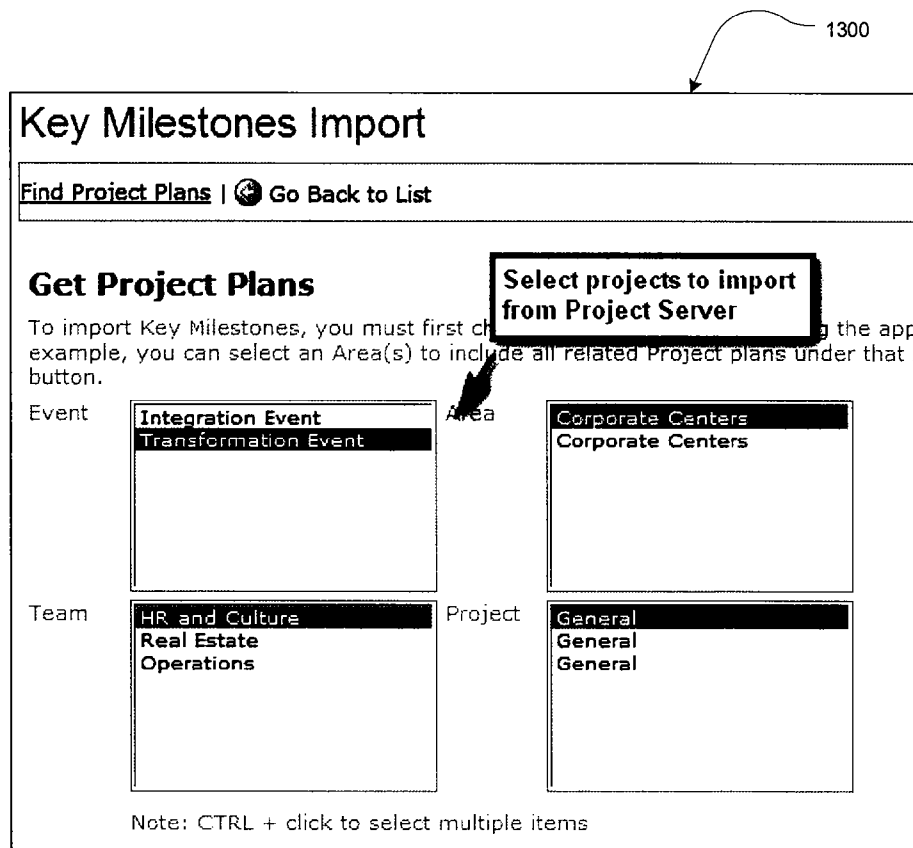 1300
Key Milestones Import
Find Project Plans | Go Back to List
Get Project Plans
Select projects to import
from Project Server
To import Key Milestones, you must first the app
example, you can select an Area(s) to include all related Project plans under that
button.
Event
Integration Event
Transformation Event
Area
Corporate Centers
Corporate Centers
Team
HR and Culture
Real Estate
Operations
Project
General
General
General
Note: CTRL + click to select multiple items